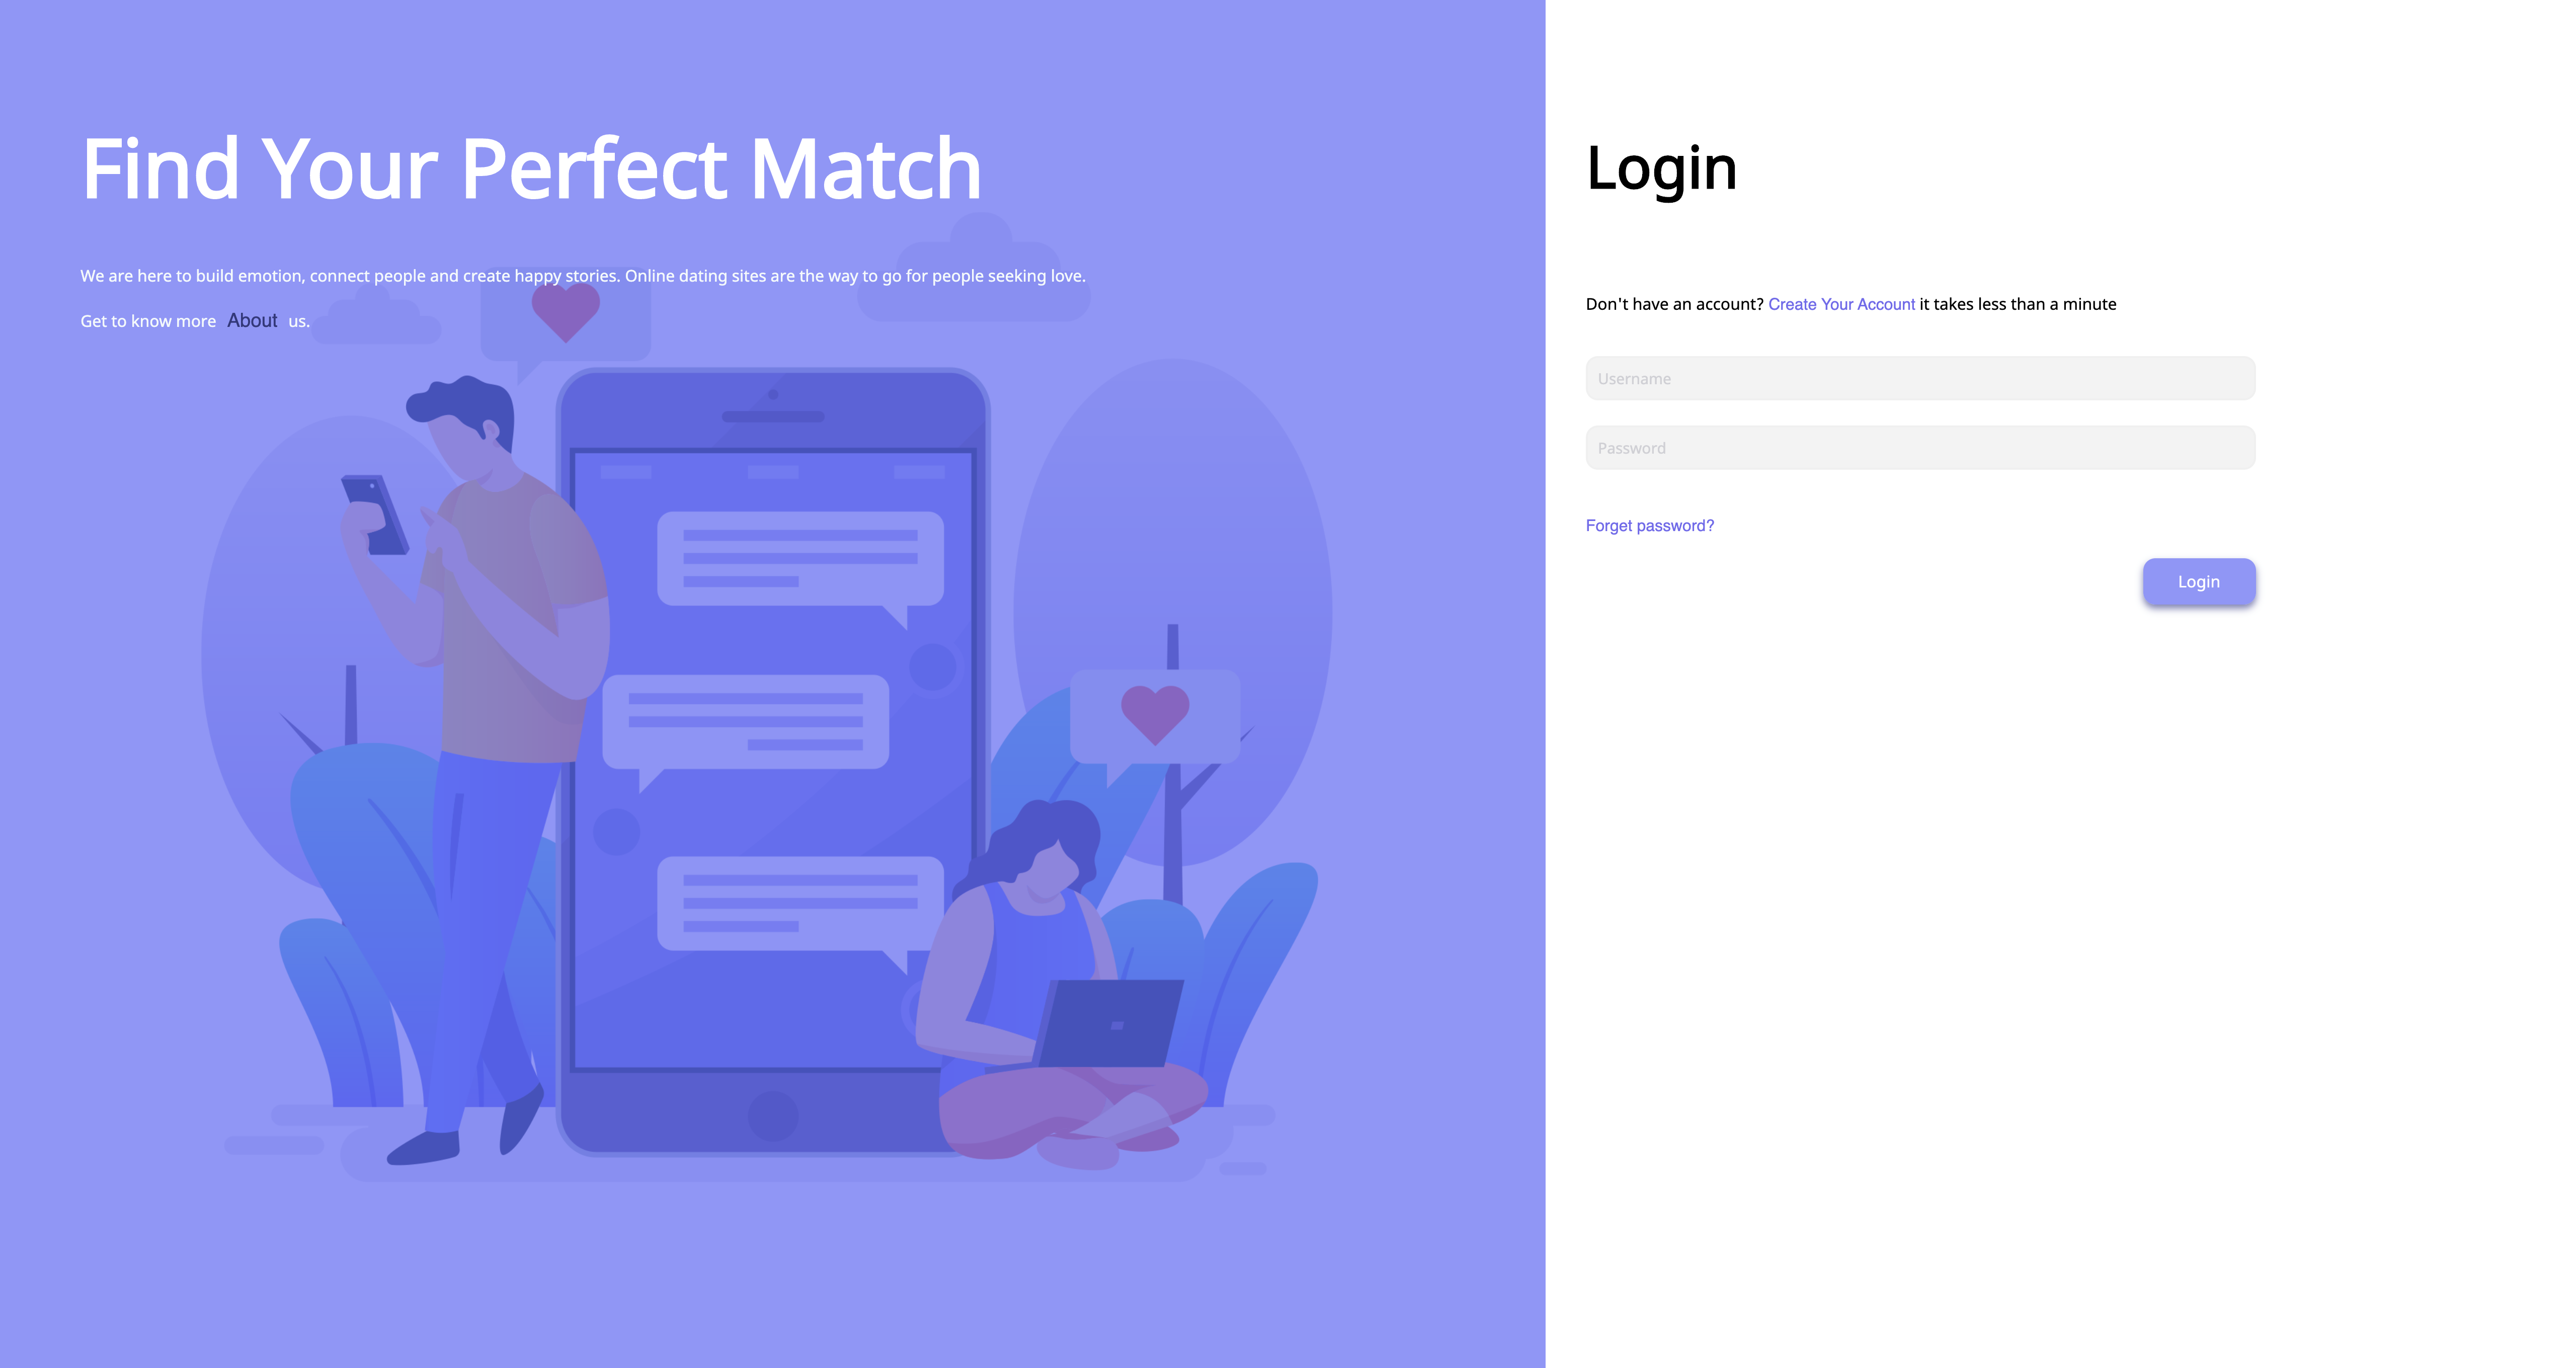 Find Your Perfect Match
We are here to build emotion, connect people and create happy stories. Online dating sites are the way to go for people seeking love.
Get to know more About us.
Login
Don't have an account? Create Your Account it takes less than a minute
Username
Password
Forget password?
Login